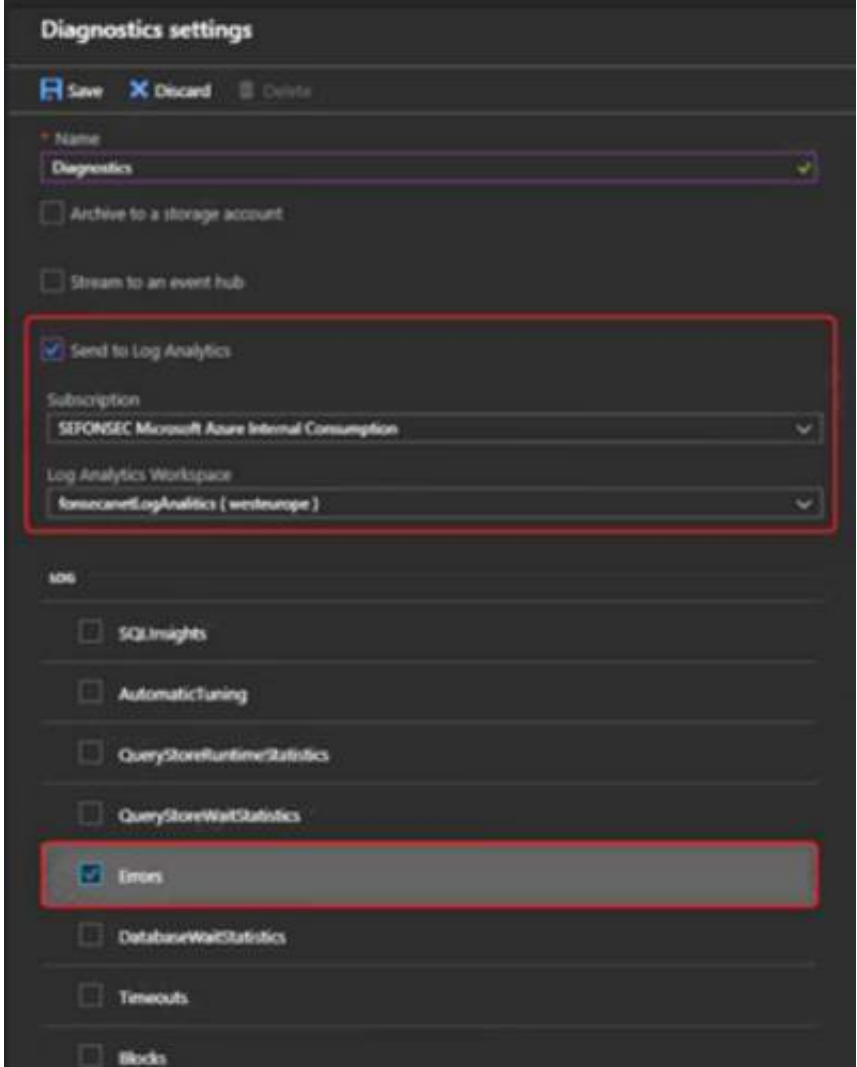 Diagnostics settings
Save Discard Delete
* Name
Diagnostics
Archive to a storage account
Stream to an event hub
Send to Log Analytics
Subscription
SEFONSEC Microsoft Azure Internal Consumption
Log Analytics Workspace
fonsecanetLogAnalitics ( westeurope )
LOG
SQLInsights
AutomaticTuning
QueryStoreRuntimeStatistics
QueryStoreWaitStatistics
Errors
DatabaseWaitStatistics
Timeouts
Blocks